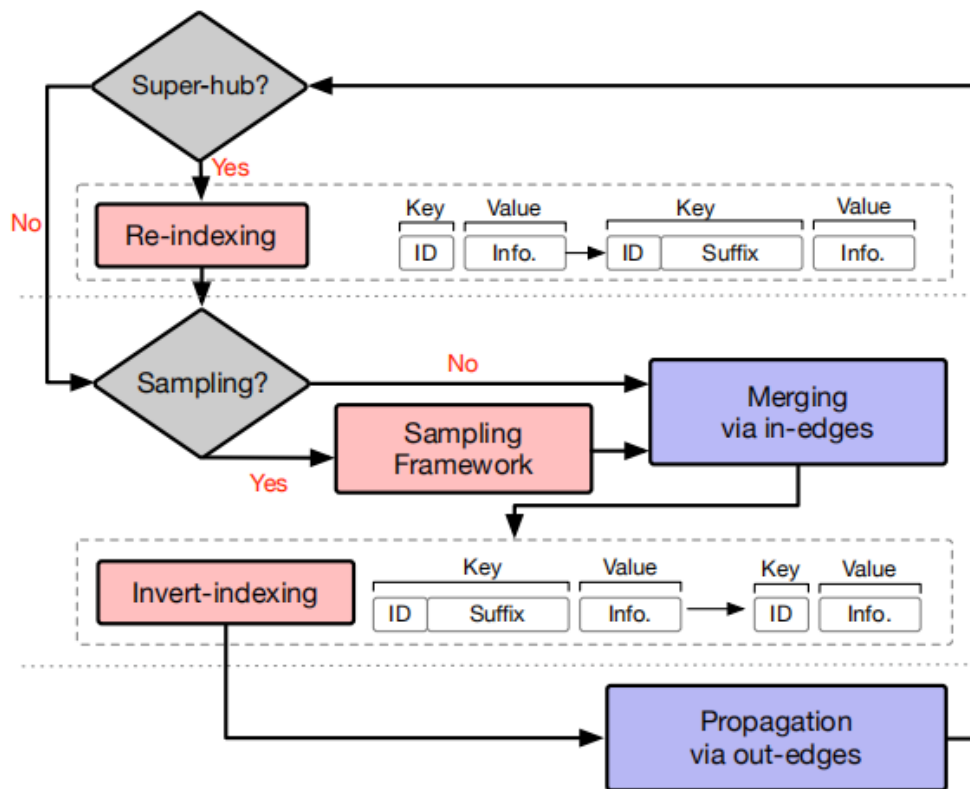 Super-hub?
Yes
No
Key Value Key Value
Re-indexing
ID Info. ID Suffix Info.
Sampling?
No
Merging
via in-edges
Sampling
Framework
Yes
Key Value Key Value
Invert-indexing
ID Suffix Info. ID Info.
Propagation
via out-edges